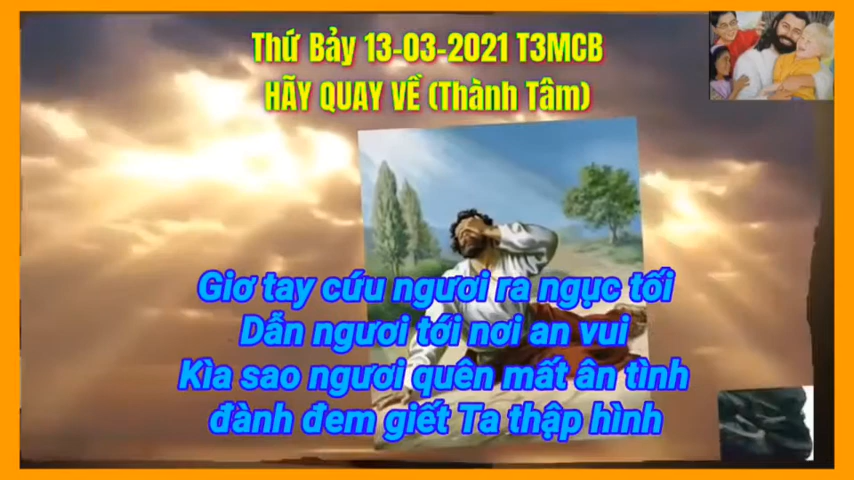 Thứ Bảy 13-03-2021 T3MCB
HÃY QUAY VỀ (Thành Tâm)
Giơ tay cứu ngươi ra ngục tối
Dẫn ngươi tới nơi an vui
Kìa sao ngươi quên mất ân tình
đành đem giết Ta thập hình